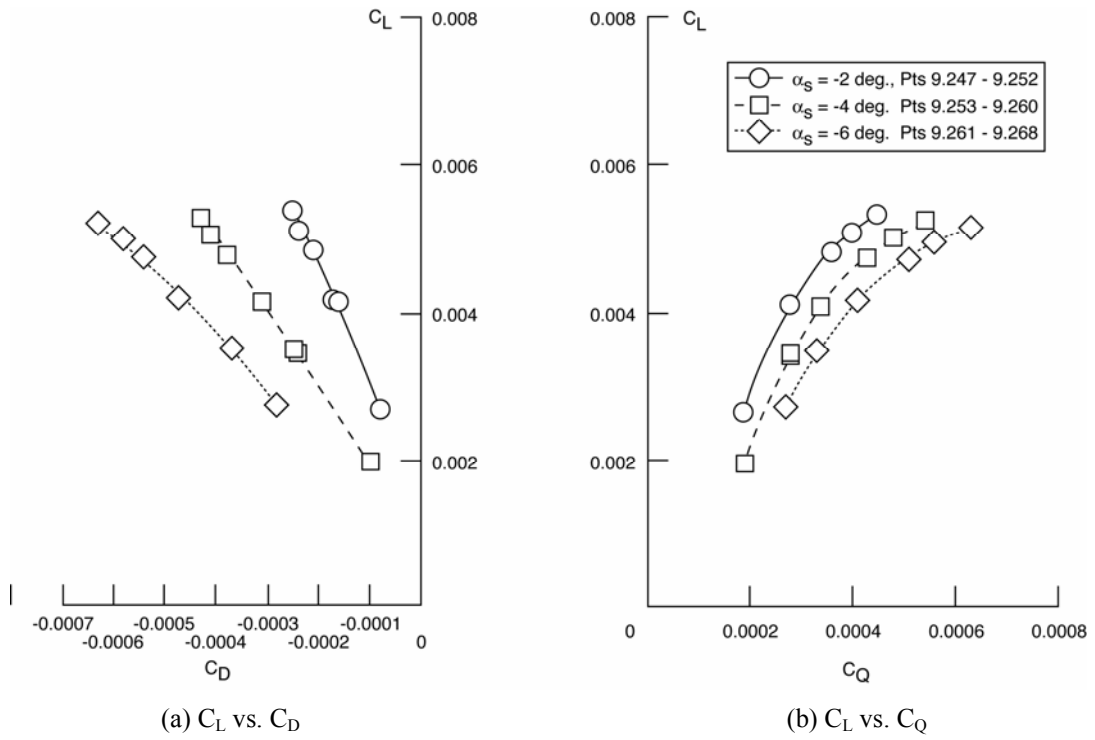 C_L
0.008
0.006
0.004
0.002
-0.0007 -0.0005 -0.0003 -0.0001
-0.0006 -0.0004 -0.0002 0
C_D
(a) C_L vs. C_D
C_L
0.008
α_S = -2 deg., Pts 9.247 - 9.252
α_S = -4 deg. Pts 9.253 - 9.260
α_S = -6 deg. Pts 9.261 - 9.268
0.006
0.004
0.002
0 0.0002 0.0004 0.0006 0.0008
C_Q
(b) C_L vs. C_Q